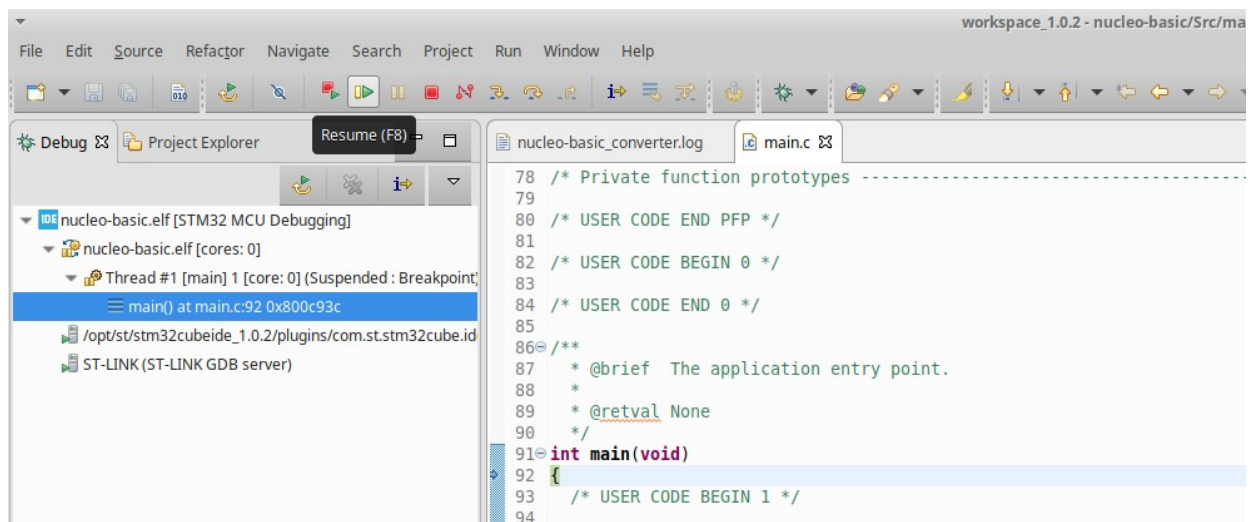 workspace_1.0.2 - nucleo-basic/Src/ma
File Edit Source Refactor Navigate Search Project Run Window Help
010
Resume (F8)
Debug Project Explorer
IDE nucleo-basic.elf [STM32 MCU Debugging]
nucleo-basic.elf [cores: 0]
Thread #1 [main] 1 [core: 0] (Suspended : Breakpoint)
main() at main.c:92 0x800c93c
/opt/st/stm32cubeide_1.0.2/plugins/com.st.stm32cube.id
ST-LINK (ST-LINK GDB server)
nucleo-basic_converter.log main.c
78 /* Private function prototypes -----------------------------------------
79
80 /* USER CODE END PFP */
81
82 /* USER CODE BEGIN 0 */
83
84 /* USER CODE END 0 */
85
86 /**
87 * @brief The application entry point.
88 *
89 * @retval None
90 */
91 int main(void)
92 {
93 /* USER CODE BEGIN 1 */
94